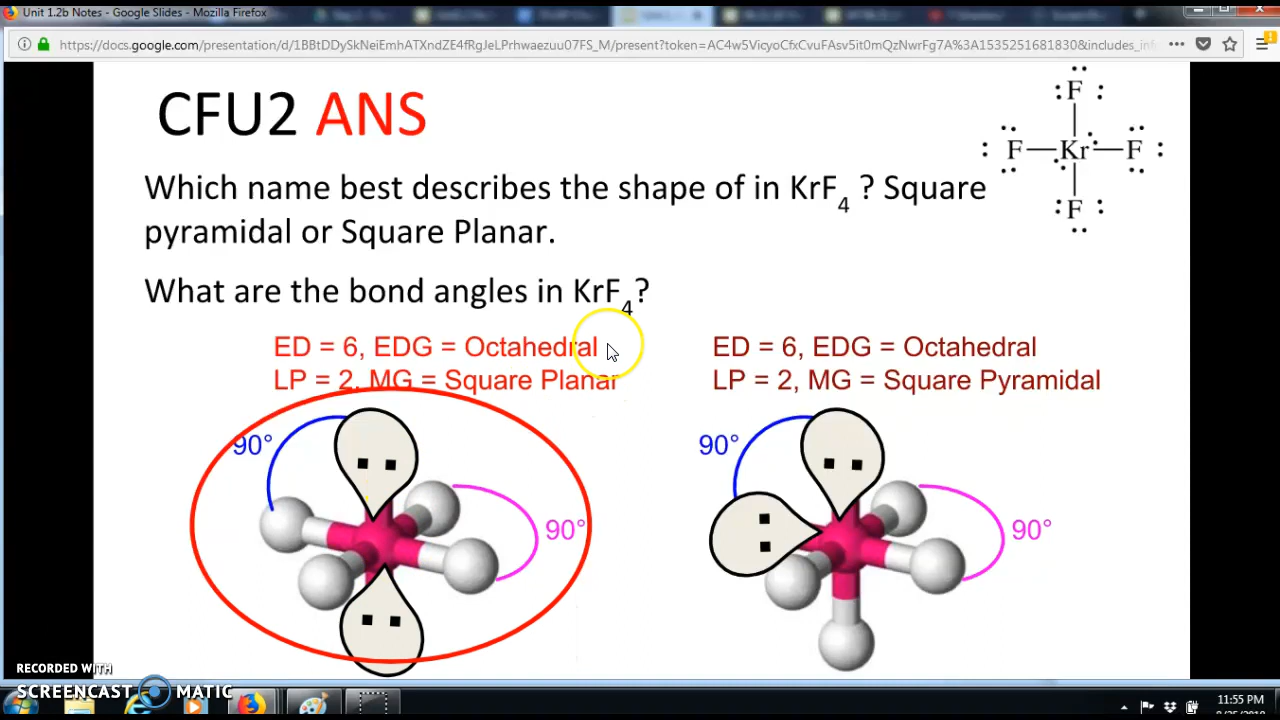 Unit 1.2b Notes - Google Slides - Mozilla Firefox
https://docs.google.com/presentation/d/1BBtDDySkNeiEmhATXndZE4fRgJeLPrhwaezuuLt7FS_M/present?token=AC4w5VicyoCfxCvuFAsv5it0mQzNwrFg7A%3A1535251681830&includes_inf
CFU2 ANS
Which name best describes the shape of in KrF4 ? Square
pyramidal or Square Planar.
What are the bond angles in KrF4?
F
F Kr F
F
ED = 6, EDG = Octahedral
LP = 2, MG = Square Planar
90°
90°
ED = 6, EDG = Octahedral
LP = 2, MG = Square Pyramidal
90°
90°
RECORDED WITH
SCREENCAST MATIC
11:55 PM